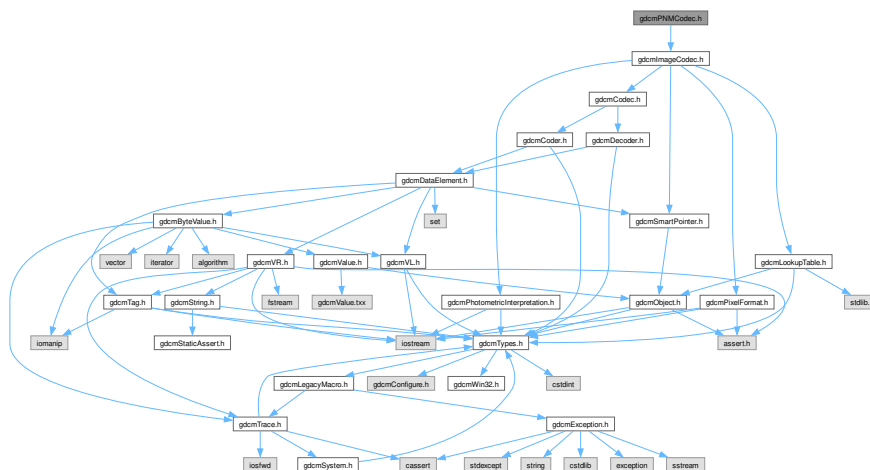 gdcmPNMCodec.h
gdcmImageCodec.h
gdcmCodec.h
gdcmCoder.h
gdcmDecoder.h
gdcmDataElement.h
gdcmByteValue.h
set
gdcmSmartPointer.h
vector
iterator
algorithm
gdcmVR.h
gdcmValue.h
gdcmVL.h
gdcmLookupTable.h
gdcmTag.h
gdcmString.h
fstream
gdcmValue.txx
gdcmPhotometricInterpretation.h
gdcmObject.h
gdcmPixelFormat.h
stdlib.
iomanip
gdcmStaticAssert.h
iostream
gdcmTypes.h
assert.h
gdcmLegacyMacro.h
gdcmConfigure.h
gdcmWin32.h
cstdint
gdcmTrace.h
gdcmException.h
iosfwd
gdcmSystem.h
cassert
stdexcept
string
cstdlib
exception
sstream